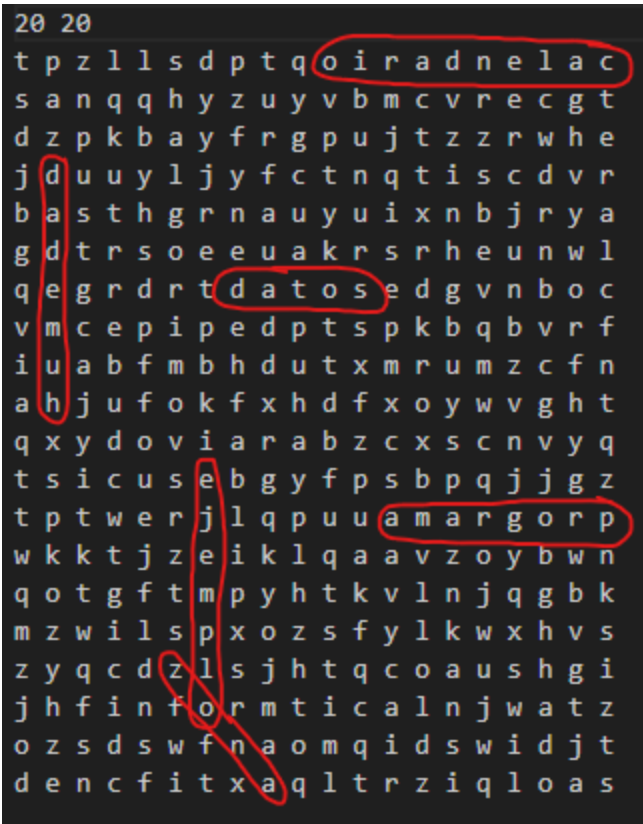 20 20
t p z l l s d p t q o i r a d n e l a c
s a n q q h y z u y v b m c v r e c g t
d z p k b a y f r g p u j t z z r w h e
j d u u y l j y f c t n q t i s c d v r
b a s t h g r n a u y u i x n b j r y a
g d t r s o e e u a k r s r h e u n w l
q e g r d r t d a t o s e d g v n b o c
v m c e p i p e d p t s p k b q b v r f
i u a b f m b h d u t x m r u m z c f n
a h j u f o k f x h d f x o y w v g h t
q x y d o v i a r a b z c x s c n v y q
t s i c u s e b g y f p s b p q j j g z
t p t w e r j l q p u u a m a r g o r p
w k k t j z e i k l q a a v z o y b w n
q o t g f t m p y h t k v l n j q g b k
m z w i l s p x o z s f y l k w x h v s
z y q c d z l s j h t q c o a u s h g i
j h f i n f o r m t i c a l n j w a t z
o z s d s w f n a o m q i d s w i d j t
d e n c f i t x a q l t r z i q l o a s